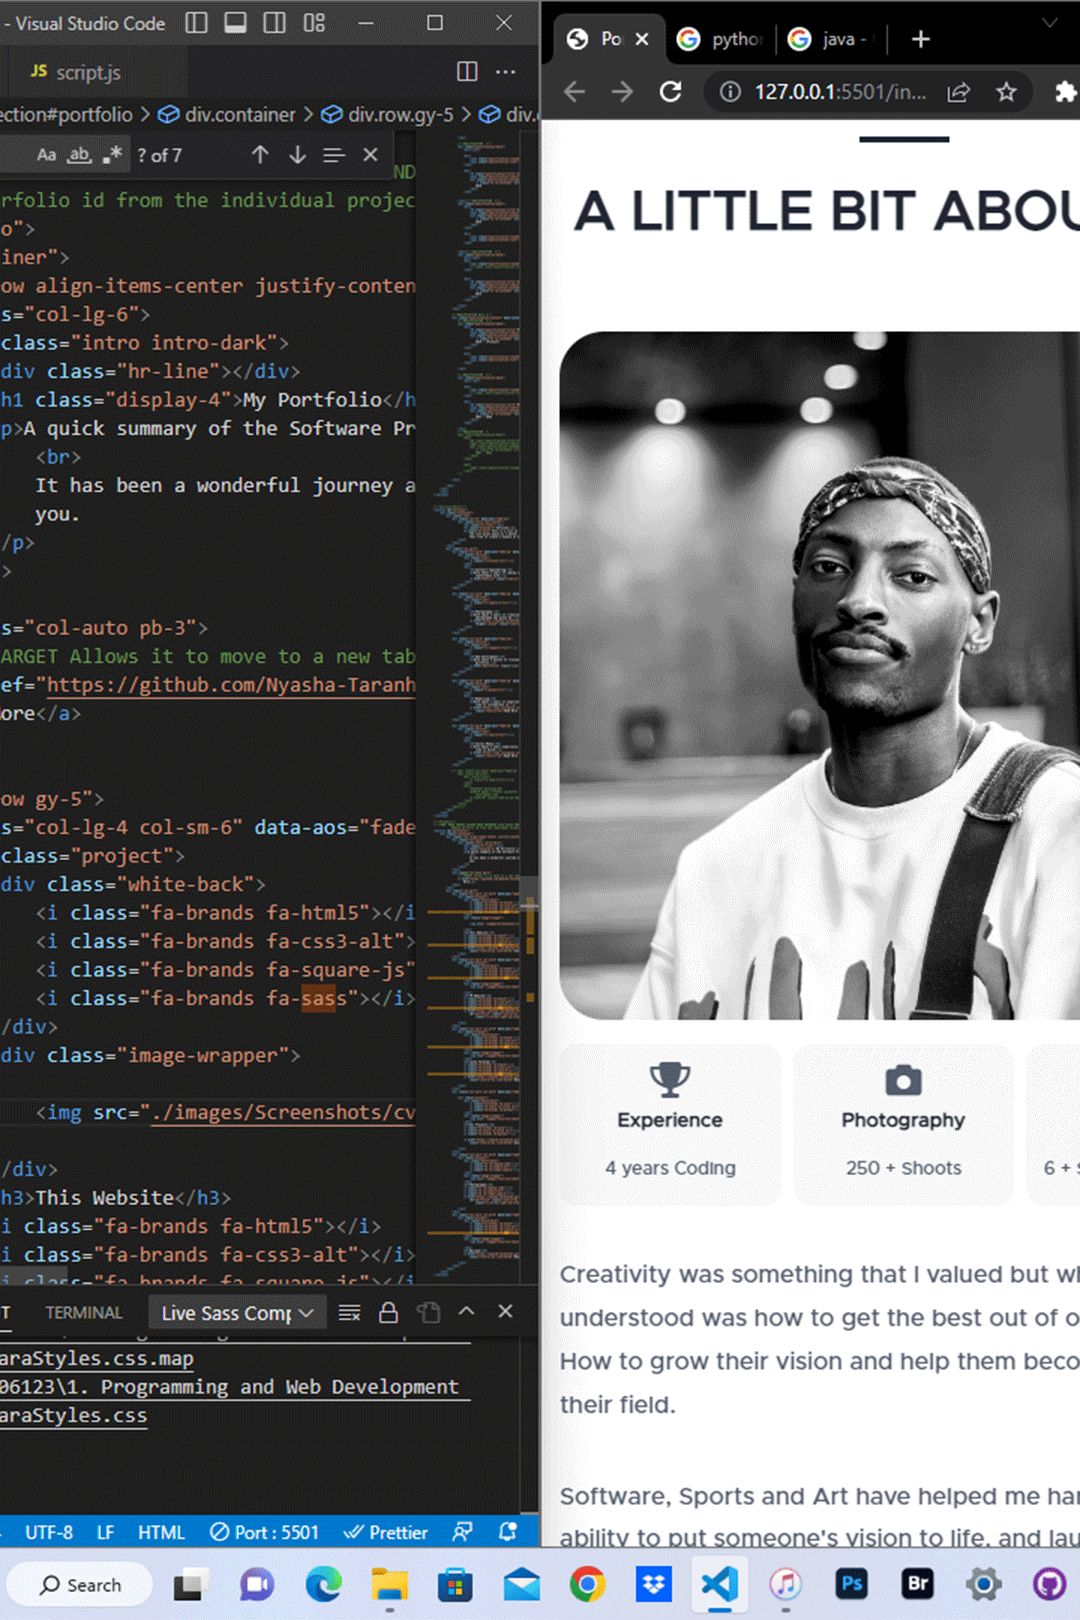 - Visual Studio Code
JS script.js
ection#portfolio > div.container > div.row.gy-5 > div.
Aa ab .* ? of 7
ND
rfolio id from the individual projec
o">
iner">
ow align-items-center justify-conten
s="col-lg-6">
class="intro intro-dark">
div class="hr-line"></div>
h1 class="display-4">My Portfolio</h
p>A quick summary of the Software Pr
<br>
It has been a wonderful journey a
you.
/p>
>
s="col-auto pb-3">
ARGET Allows it to move to a new tab
ef="https://github.com/Nyasha-Taranh
ore</a>
ow gy-5">
s="col-lg-4 col-sm-6" data-aos="fade
class="project">
div class="white-back">
<i class="fa-brands fa-html5"></i
<i class="fa-brands fa-css3-alt">
<i class="fa-brands fa-square-js"
<i class="fa-brands fa-sass"></i>
/div>
div class="image-wrapper">
<img src="./images/Screenshots/cv
/div>
h3>This Website</h3>
i class="fa-brands fa-html5"></i>
i class="fa-brands fa-css3-alt"></i>
i class="fa-brands fa-square-js"></i
T TERMINAL Live Sass Comp
araStyles.css.map
06123\1. Programming and Web Development
araStyles.css
UTF-8 LF HTML Port : 5501 Prettier
Po
pytho
java -
127.0.0.1:5501/in...
A LITTLE BIT ABOU
Experience
4 years Coding
Photography
250 + Shoots
6 + S
Creativity was something that I valued but wh
understood was how to get the best out of o
How to grow their vision and help them beco
their field.
Software, Sports and Art have helped me har
ability to put someone's vision to life, and lau
Search
Ps
Br